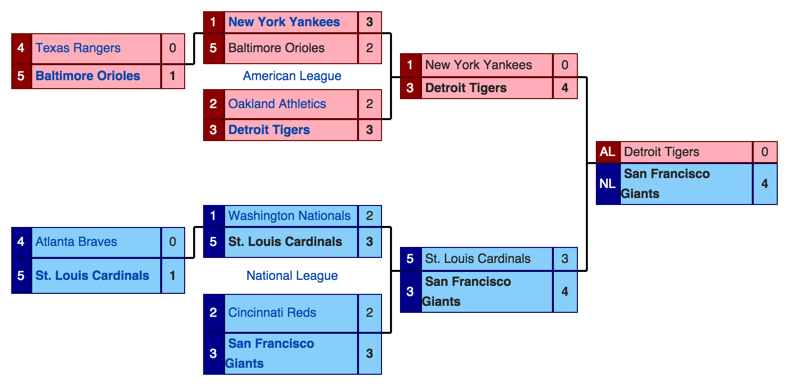 4 Texas Rangers 0
5 Baltimore Orioles 1
1 New York Yankees 3
5 Baltimore Orioles 2
American League
2 Oakland Athletics 2
3 Detroit Tigers 3
1 New York Yankees 0
3 Detroit Tigers 4
AL Detroit Tigers 0
NL San Francisco
Giants 4
4 Atlanta Braves 0
5 St. Louis Cardinals 1
1 Washington Nationals 2
5 St. Louis Cardinals 3
National League
2 Cincinnati Reds 2
3 San Francisco
Giants 3
5 St. Louis Cardinals 3
3 San Francisco
Giants 4